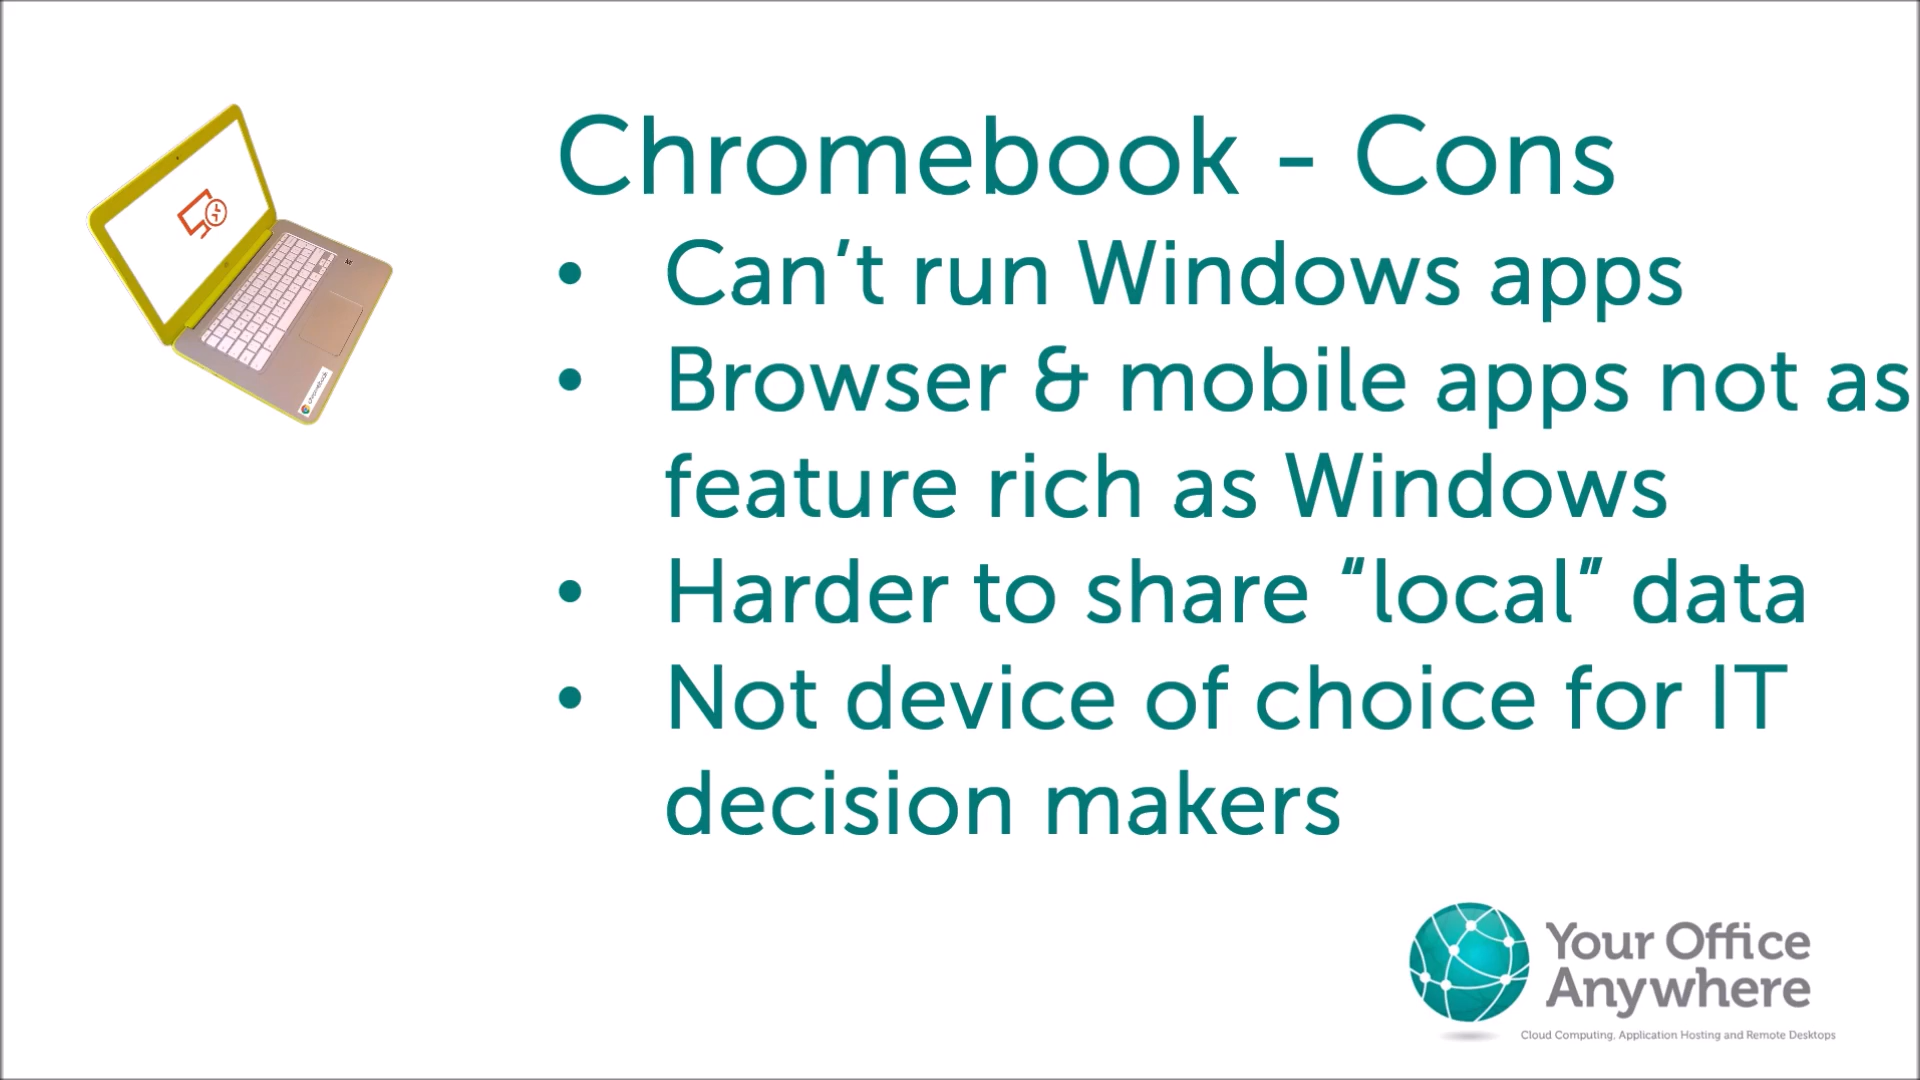 Chromebook - Cons
• Can't run Windows apps
• Browser & mobile apps not as
feature rich as Windows
• Harder to share “local” data
• Not device of choice for IT
decision makers
chromebook
Your Office
Anywhere
Cloud Computing, Application Hosting and Remote Desktops